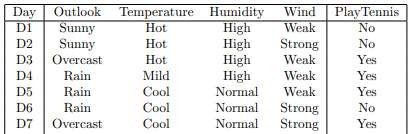 Day Outlook Temperature Humidity Wind PlayTennis
D1 Sunny Hot High Weak No
D2 Sunny Hot High Strong No
D3 Overcast Hot High Weak Yes
D4 Rain Mild High Weak Yes
D5 Rain Cool Normal Weak Yes
D6 Rain Cool Normal Strong No
D7 Overcast Cool Normal Strong Yes